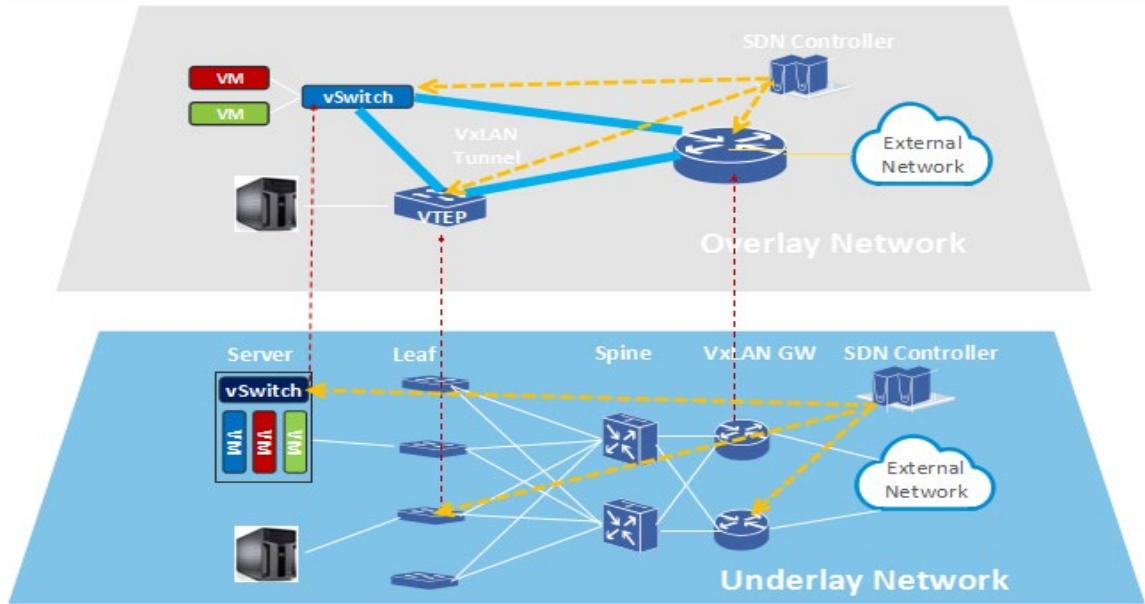 SDN Controller
VM
vSwitch
VM
VxLAN
Tunnel
External
Network
VTEP
Overlay Network
Server
Leaf
Spine
VxLAN GW
SDN Controller
vSwitch
VM
VM
VM
External
Network
Underlay Network